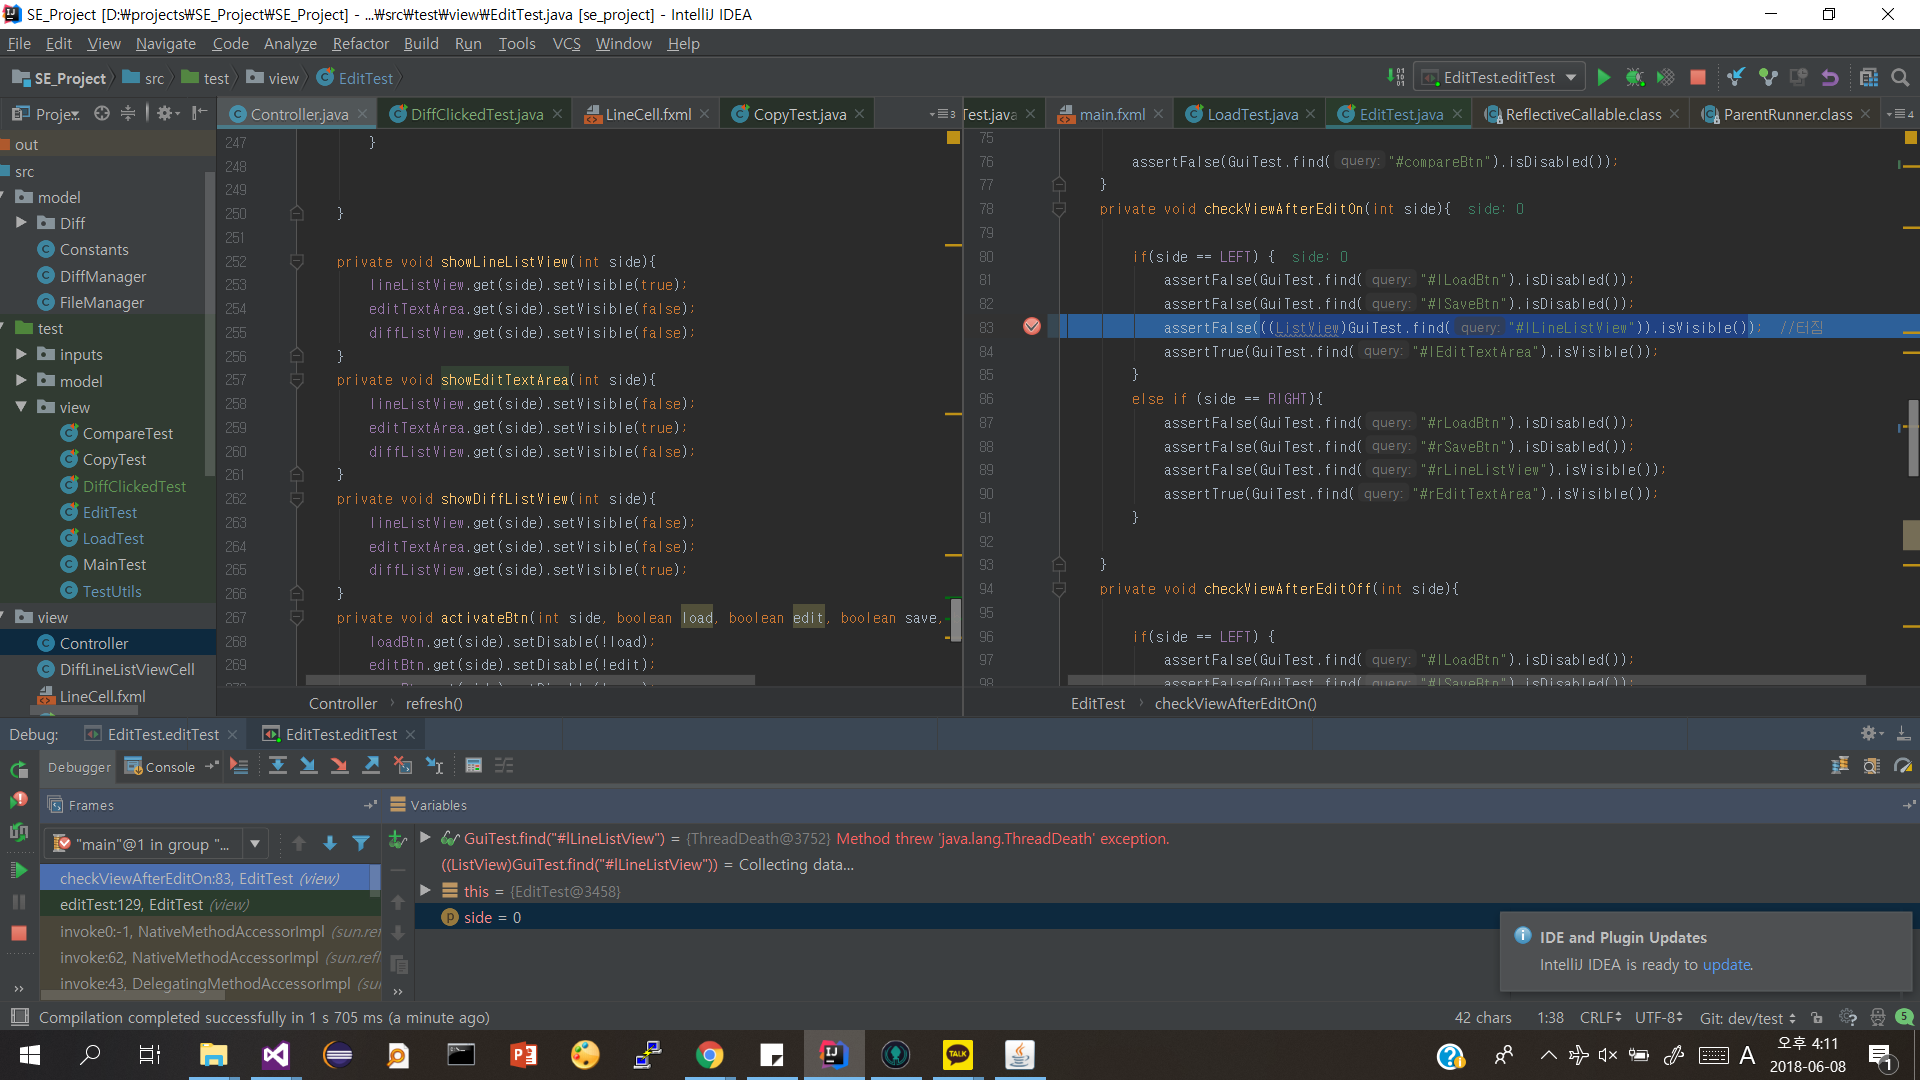 SE_Project [D:₩projects₩SE_Project₩SE_Project] - ...₩src₩test₩view₩EditTest.java [se_project] - IntelliJ IDEA
File Edit View Navigate Code Analyze Refactor Build Run Tools VCS Window Help
SE_Project src test view EditTest
EditTest.editTest
Proje..
Controller.java DiffClickedTest.java LineCell.fxml CopyTest.java
Test.java main.fxml LoadTest.java EditTest.java ReflectiveCallable.class ParentRunner.class
out
src
model
Diff
Constants
DiffManager
FileManager
test
inputs
model
view
CompareTest
CopyTest
DiffClickedTest
EditTest
LoadTest
MainTest
TestUtils
view
Controller
DiffLineListViewCell
LineCell.fxml
247 }
248
249
250 }
251
252 private void showLineListView(int side){
253 lineListView.get(side).setVisible(true);
254 editTextArea.get(side).setVisible(false);
255 diffListView.get(side).setVisible(false);
256 }
257 private void showEditTextArea(int side){
258 lineListView.get(side).setVisible(false);
259 editTextArea.get(side).setVisible(true);
260 diffListView.get(side).setVisible(false);
261 }
262 private void showDiffListView(int side){
263 lineListView.get(side).setVisible(false);
264 editTextArea.get(side).setVisible(false);
265 diffListView.get(side).setVisible(true);
266 }
267 private void activateBtn(int side, boolean load, boolean edit, boolean save,
268 loadBtn.get(side).setDisable(!load);
269 editBtn.get(side).setDisable(!edit);
Controller refresh()
75
76 assertFalse(GuiTest.find( query: "#compareBtn").isDisabled());
77 }
78 private void checkViewAfterEditOn(int side){ side: 0
79
80 if(side == LEFT) { side: 0
81 assertFalse(GuiTest.find( query: "#lLoadBtn").isDisabled());
82 assertFalse(GuiTest.find( query: "#lSaveBtn").isDisabled());
83 assertFalse(((ListView)GuiTest.find( query: "#lLineListView")).isVisible()); //터짐
84 assertTrue(GuiTest.find( query: "#lEditTextArea").isVisible());
85 }
86 else if (side == RIGHT){
87 assertFalse(GuiTest.find( query: "#rLoadBtn").isDisabled());
88 assertFalse(GuiTest.find( query: "#rSaveBtn").isDisabled());
89 assertFalse(GuiTest.find( query: "#rLineListView").isVisible());
90 assertTrue(GuiTest.find( query: "#rEditTextArea").isVisible());
91 }
92
93 }
94 private void checkViewAfterEditOff(int side){
95
96 if(side == LEFT) {
97 assertFalse(GuiTest.find( query: "#lLoadBtn").isDisabled());
98 assertFalse(GuiTest.find( query: "#lSaveBtn").isDisabled());
EditTest checkViewAfterEditOn()
Debug: EditTest.editTest EditTest.editTest
Debugger Console
Frames Variables
"main"@1 in group "...
checkViewAfterEditOn:83, EditTest (view)
editTest:129, EditTest (view)
invoke0:-1, NativeMethodAccessorImpl (sun.ref
invoke:62, NativeMethodAccessorImpl (sun.refl
invoke:43, DelegatingMethodAccessorImpl (su
GuiTest.find("#lLineListView") = {ThreadDeath@3752} Method threw 'java.lang.ThreadDeath' exception.
((ListView)GuiTest.find("#lLineListView")) = Collecting data...
this = {EditTest@3458}
side = 0
IDE and Plugin Updates
IntelliJ IDEA is ready to update.
Compilation completed successfully in 1 s 705 ms (a minute ago)
42 chars 1:38 CRLF UTF-8 Git: dev/test 5
TALK
A
오후 4:11
2018-06-08
1